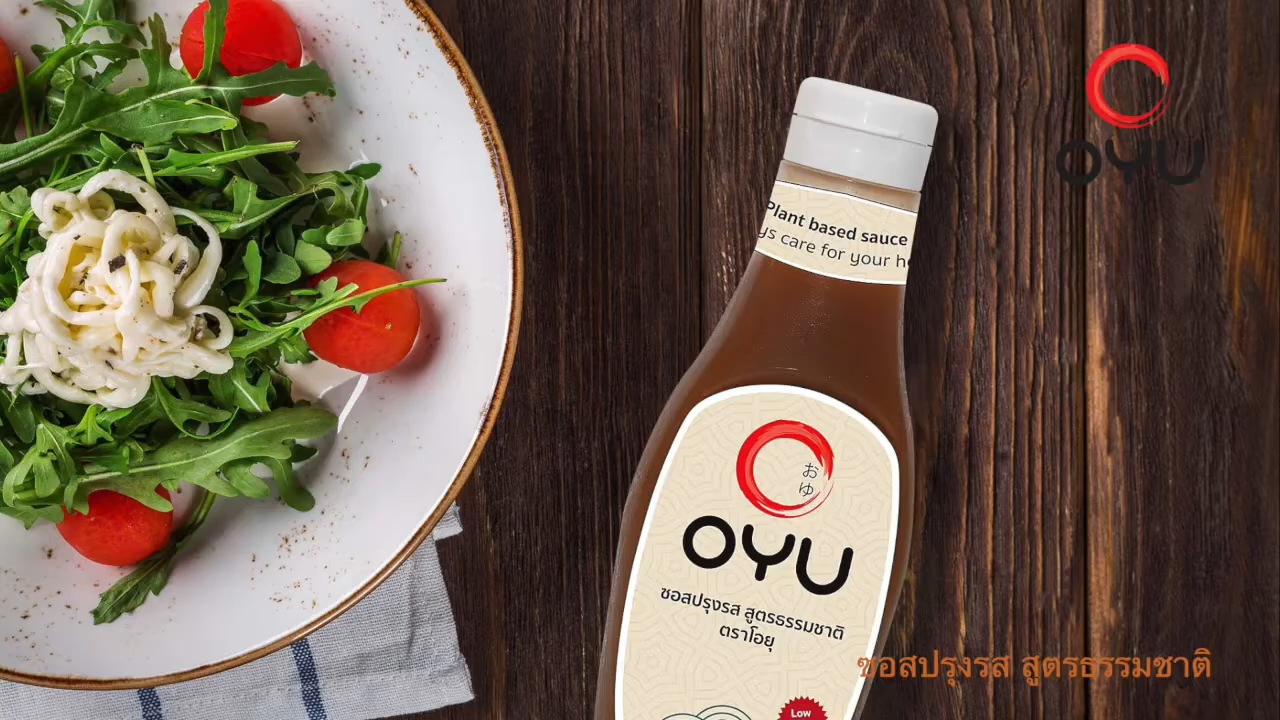 OYU
Plant based sauce
ys care for your h
おゆ
OYU
ซอสปรุงรส สูตรธรรมชาติ
ตราโอยุ
Low
ซอสปรุงรส สูตรธรรมชาติ